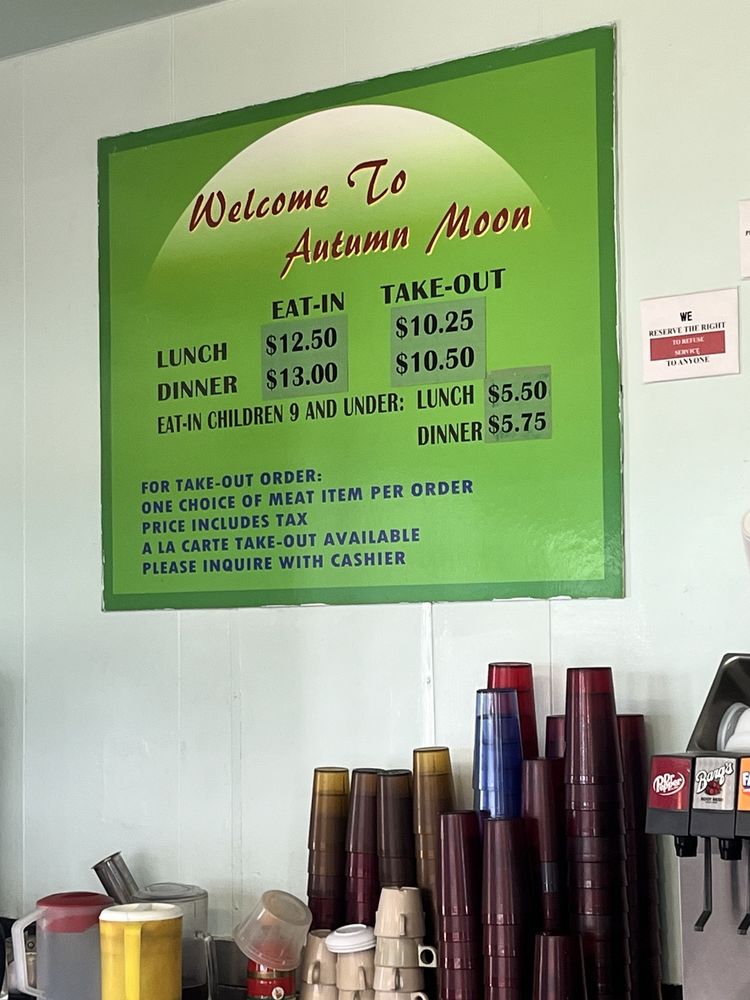 Welcome To
Autumn Moon
EAT-IN TAKE-OUT
LUNCH $12.50 $10.25
DINNER $13.00 $10.50
EAT-IN CHILDREN 9 AND UNDER: LUNCH $5.50
DINNER $5.75
FOR TAKE-OUT ORDER:
ONE CHOICE OF MEAT ITEM PER ORDER
PRICE INCLUDES TAX
A LA CARTE TAKE-OUT AVAILABLE
PLEASE INQUIRE WITH CASHIER
WE
RESERVE THE RIGHT
TO REFUSE
SERVICE
TO ANYONE
Dr Pepper
Barq's
ROOT BEER